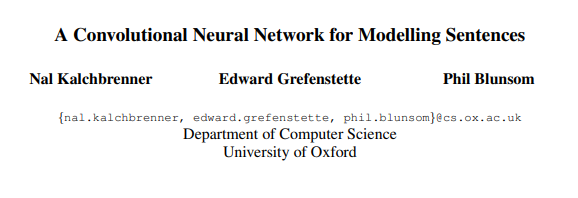 A Convolutional Neural Network for Modelling Sentences
Nal Kalchbrenner Edward Grefenstette Phil Blunsom
{nal.kalchbrenner, edward.grefenstette, phil.blunsom}@cs.ox.ac.uk
Department of Computer Science
University of Oxford